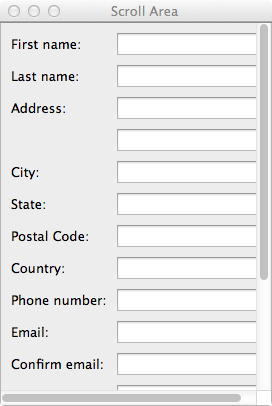 Scroll Area
First name:
Last name:
Address:
City:
State:
Postal Code:
Country:
Phone number:
Email:
Confirm email: